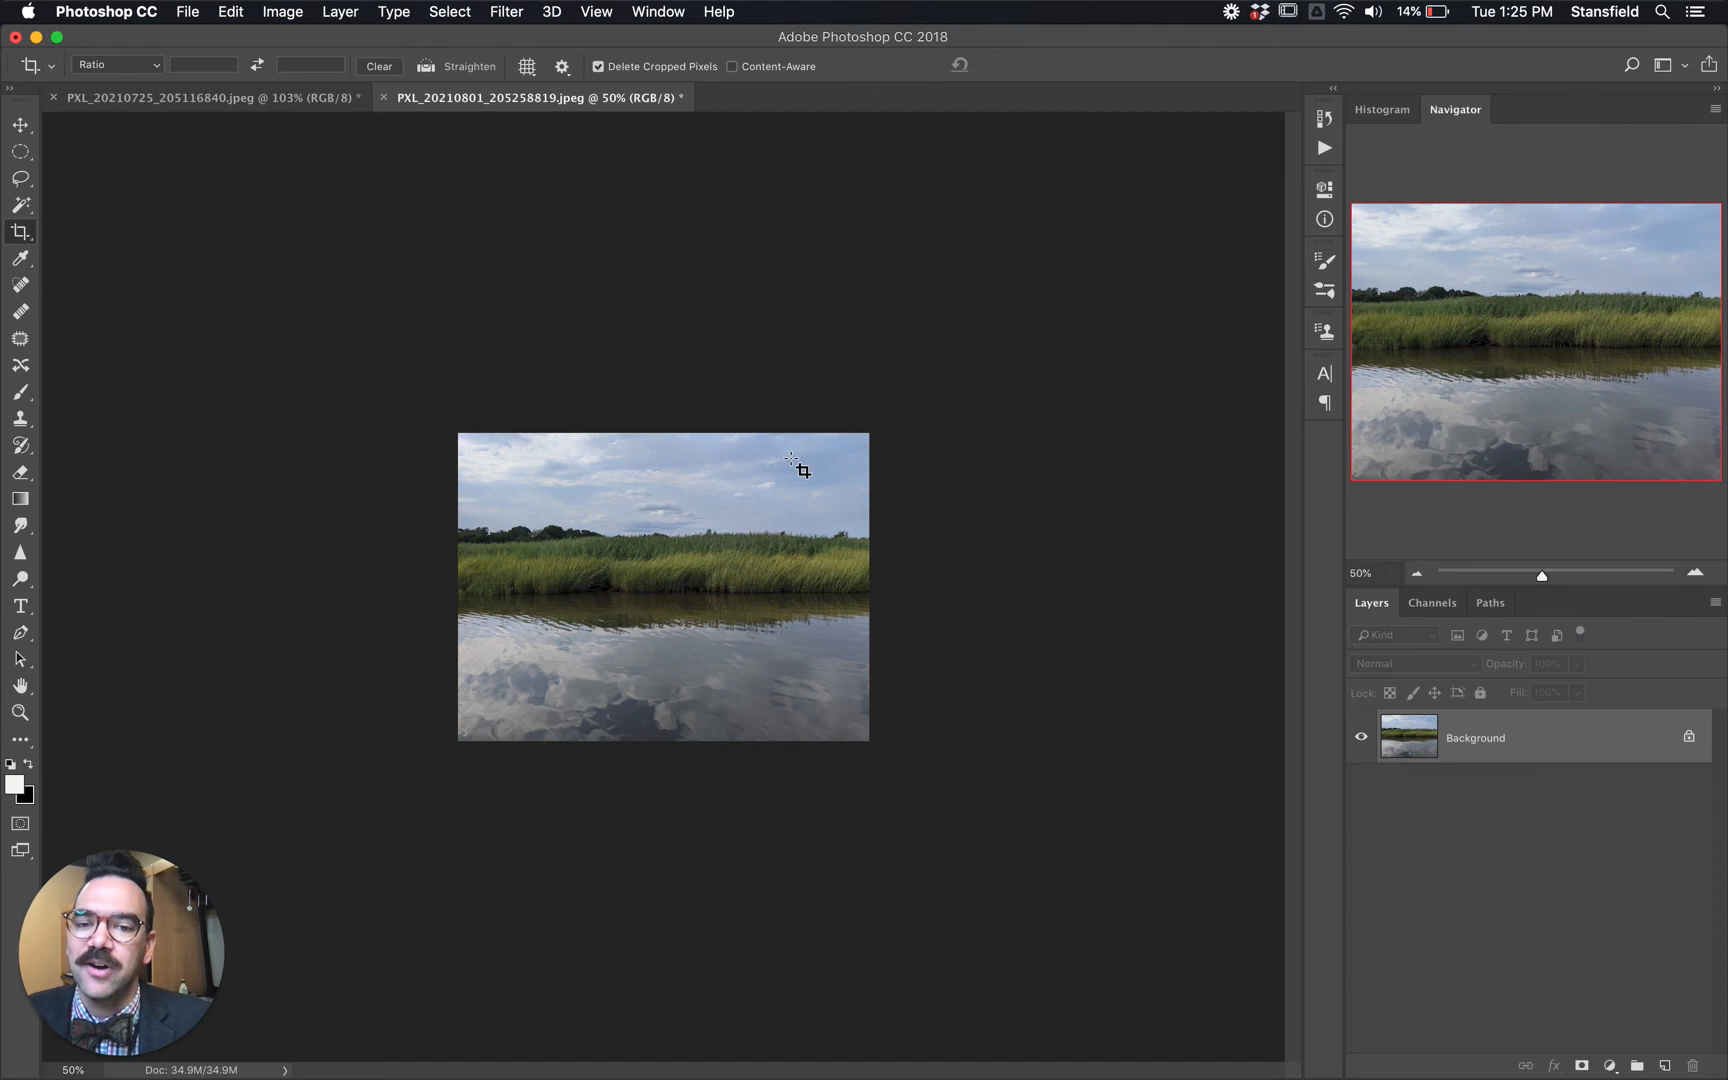 Photoshop CC File Edit Image Layer Type Select Filter 3D View Window Help 1 14% Tue 1:25 PM Stansfield
Adobe Photoshop CC 2018
Ratio Clear Straighten Delete Cropped Pixels Content-Aware
PXL_20210725_205116840.jpeg @ 103% (RGB/8) * PXL_20210801_205258819.jpeg @ 50% (RGB/8) *
Histogram Navigator
50%
Layers Channels Paths
Kind
Normal Opacity: 100%
Lock: Fill: 100%
Background
50% Doc: 34.9M/34.9M